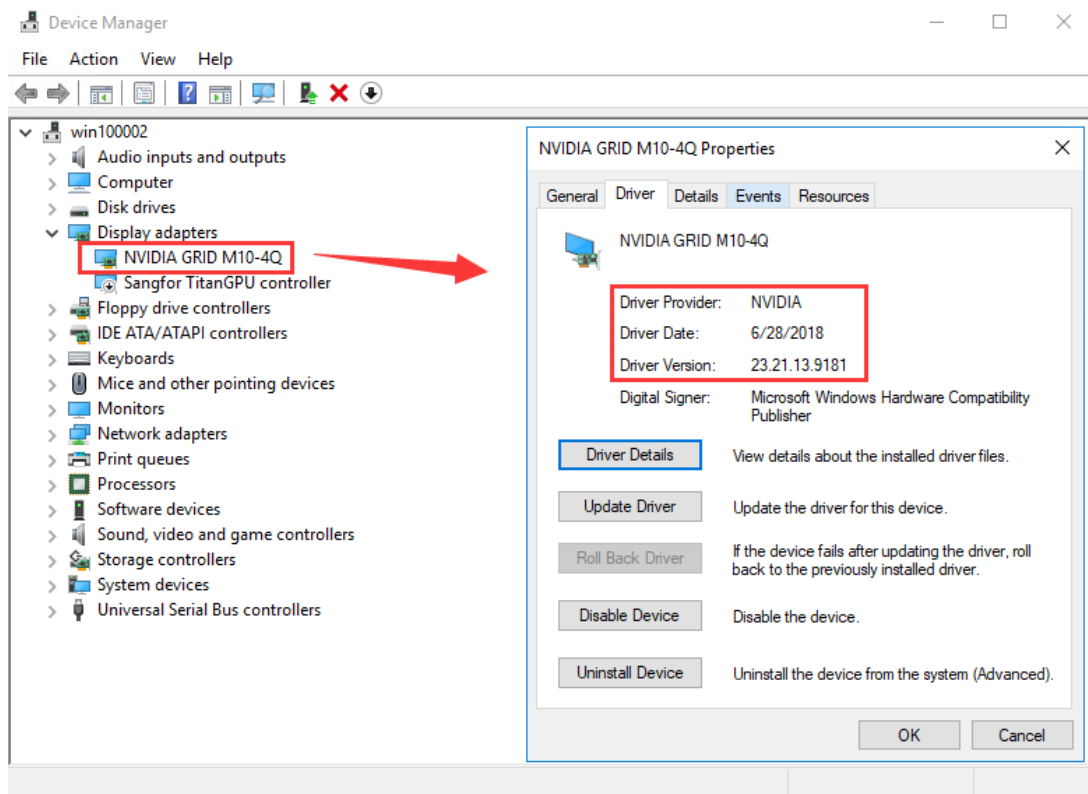 Device Manager
File Action View Help
win100002
Audio inputs and outputs
Computer
Disk drives
Display adapters
NVIDIA GRID M10-4Q
Sangfor TitanGPU controller
Floppy drive controllers
IDE ATA/ATAPI controllers
Keyboards
Mice and other pointing devices
Monitors
Network adapters
Print queues
Processors
Software devices
Sound, video and game controllers
Storage controllers
System devices
Universal Serial Bus controllers
NVIDIA GRID M10-4Q Properties
General Driver Details Events Resources
NVIDIA GRID M10-4Q
Driver Provider: NVIDIA
Driver Date: 6/28/2018
Driver Version: 23.21.13.9181
Digital Signer: Microsoft Windows Hardware Compatibility
Publisher
Driver Details View details about the installed driver files.
Update Driver Update the driver for this device.
Roll Back Driver If the device fails after updating the driver, roll
back to the previously installed driver.
Disable Device Disable the device.
Uninstall Device Uninstall the device from the system (Advanced).
OK Cancel